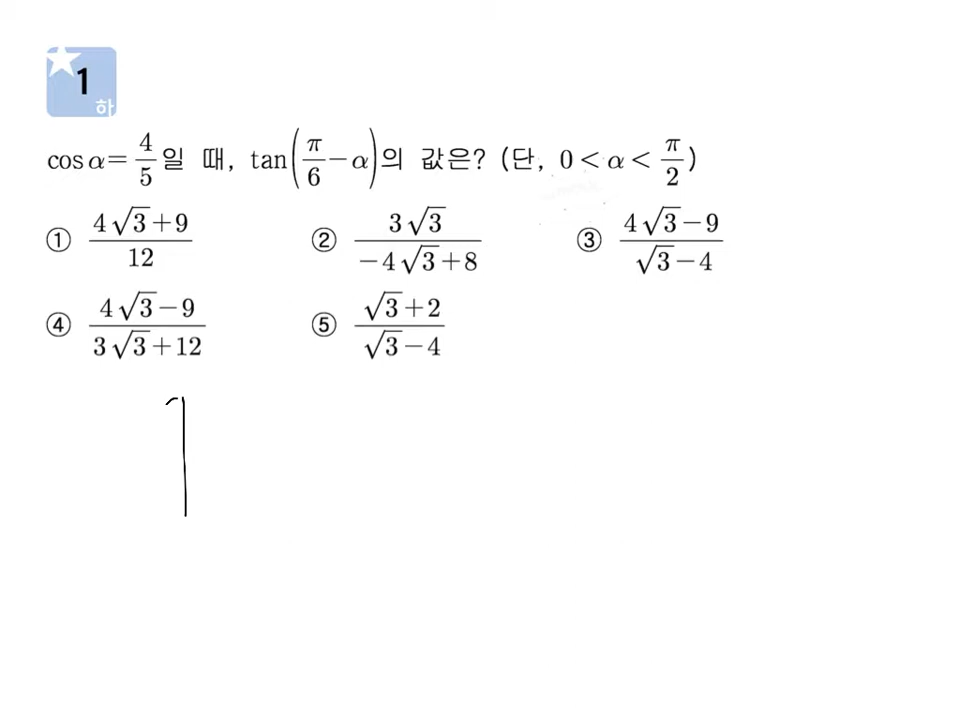 1
하
cos α = 4/5 일 때, tan(π/6 − α)의 값은? (단, 0 < α < π/2)
① (4√3+9)/12 ② 3√3/(−4√3+8) ③ (4√3−9)/(√3−4)
④ (4√3−9)/(3√3+12) ⑤ (√3+2)/(√3−4)